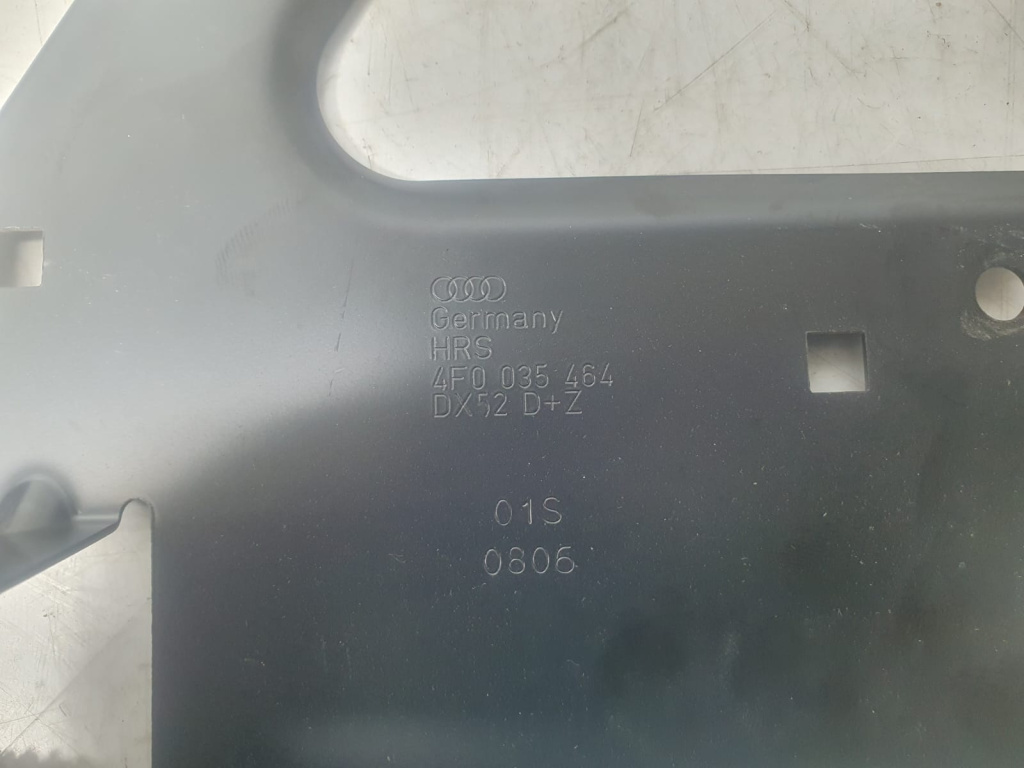 Germany
HRS
4F0 035 464
DX52 D+Z
01S
0806